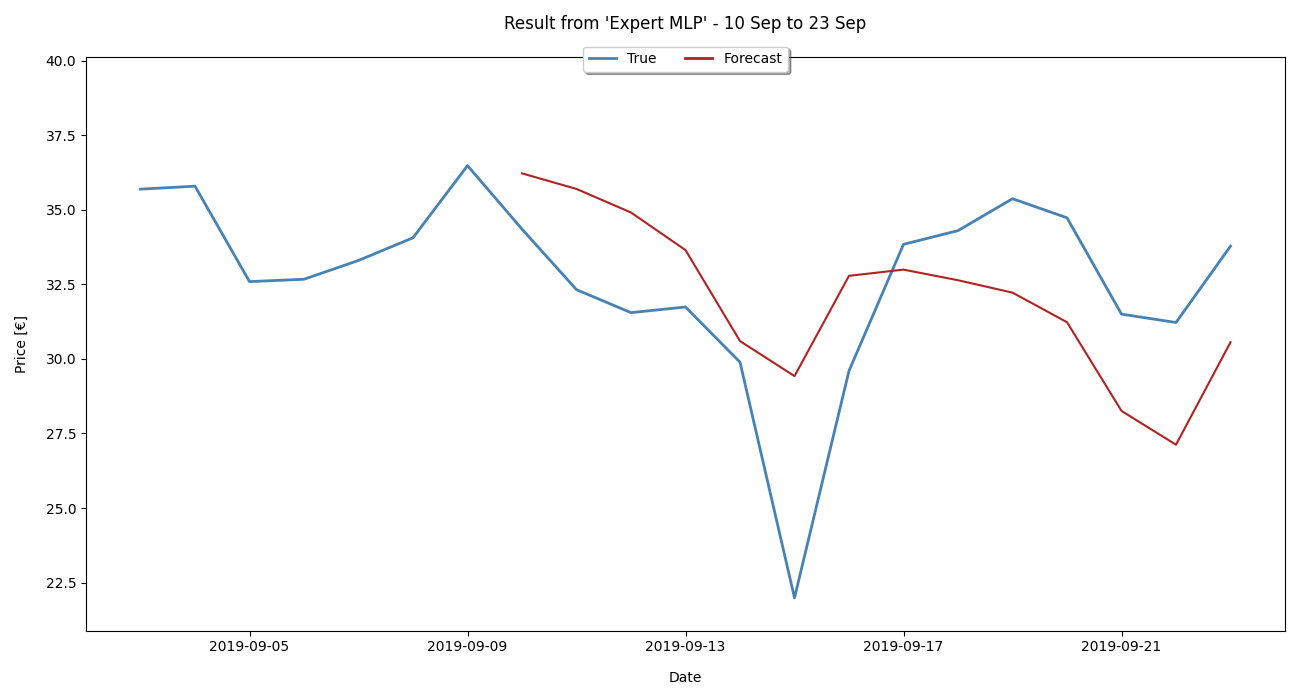 Result from 'Expert MLP' - 10 Sep to 23 Sep
True Forecast
40.0
37.5
35.0
32.5
30.0
27.5
25.0
22.5
Price [€]
2019-09-05 2019-09-09 2019-09-13 2019-09-17 2019-09-21
Date